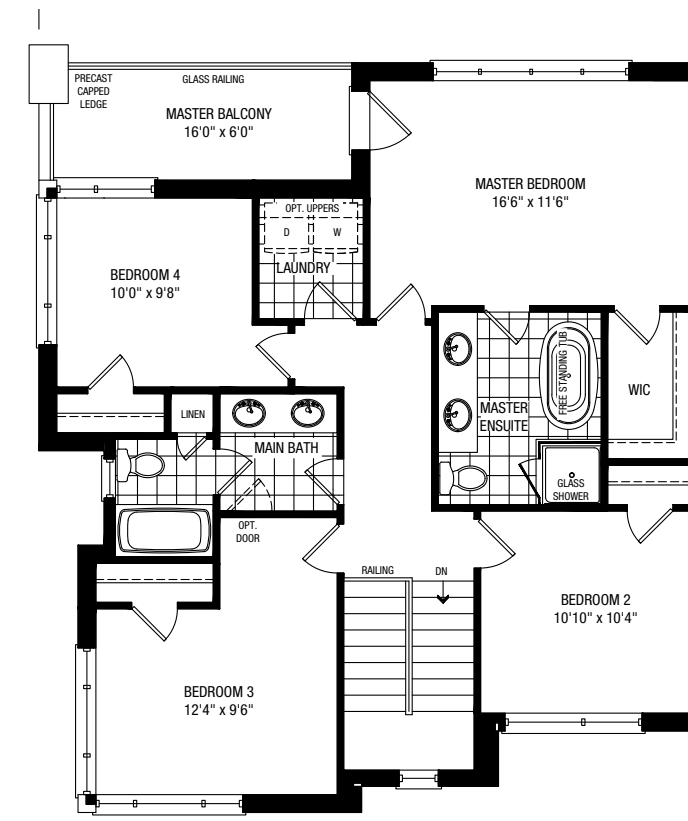 PRECAST
CAPPED
LEDGE
GLASS RAILING
MASTER BALCONY
16'0" x 6'0"
MASTER BEDROOM
16'6" x 11'6"
OPT. UPPERS
D
W
LAUNDRY
BEDROOM 4
10'0" x 9'8"
FREE STANDING TUB
WIC
LINEN
MASTER
ENSUITE
MAIN BATH
GLASS
SHOWER
OPT.
DOOR
RAILING
DN
BEDROOM 2
10'10" x 10'4"
BEDROOM 3
12'4" x 9'6"